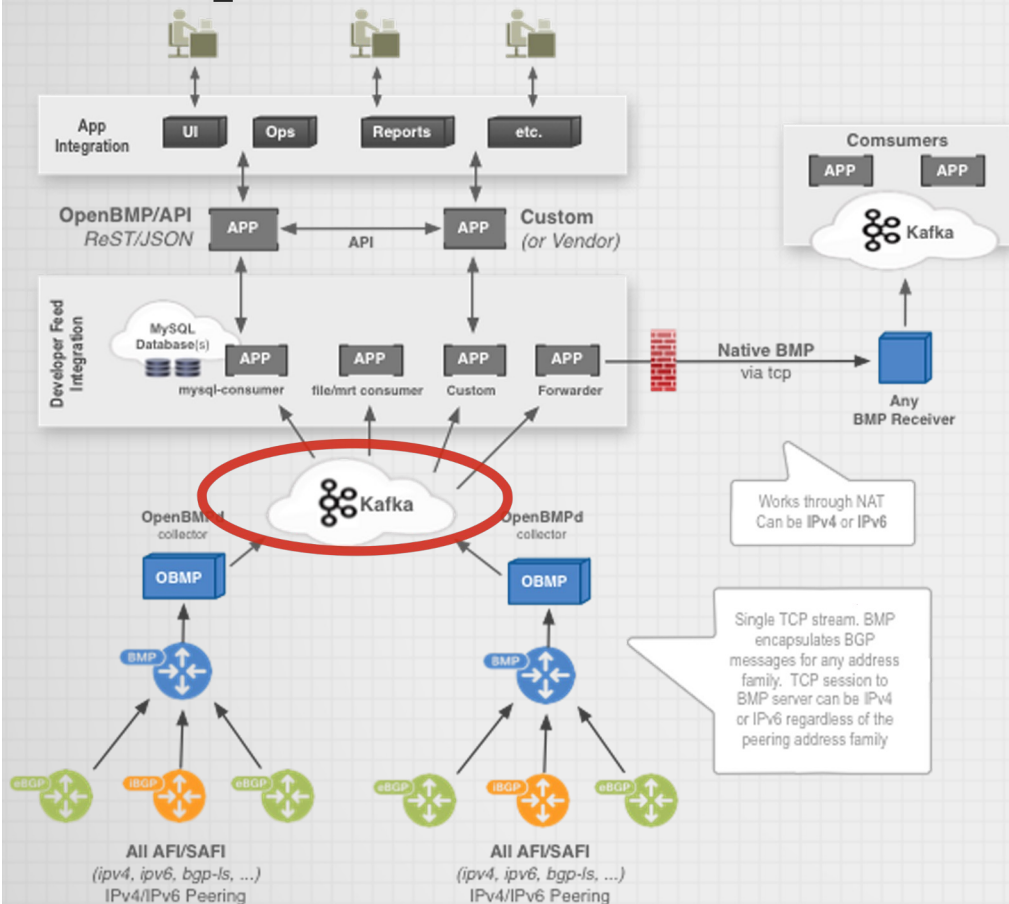 App
Integration
UI
Ops
Reports
etc.
Comsumers
APP
APP
Kafka
OpenBMP/API
ReST/JSON
APP
API
APP
Custom
(or Vendor)
Developer Feed
Integration
MySQL
Database(s)
APP
mysql-consumer
APP
file/mrt consumer
APP
Custom
APP
Forwarder
Native BMP
via tcp
Any
BMP Receiver
Kafka
Works through NAT
Can be IPv4 or IPv6
OpenBMPd
collector
OpenBMPd
collector
OBMP
OBMP
Single TCP stream. BMP
encapsulates BGP
messages for any address
family. TCP session to
BMP server can be IPv4
or IPv6 regardless of the
peering address family
BMP
BMP
eBGP
iBGP
eBGP
eBGP
iBGP
eBGP
All AFI/SAFI
(ipv4, ipv6, bgp-ls, ...)
IPv4/IPv6 Peering
All AFI/SAFI
(ipv4, ipv6, bgp-ls, ...)
IPv4/IPv6 Peering